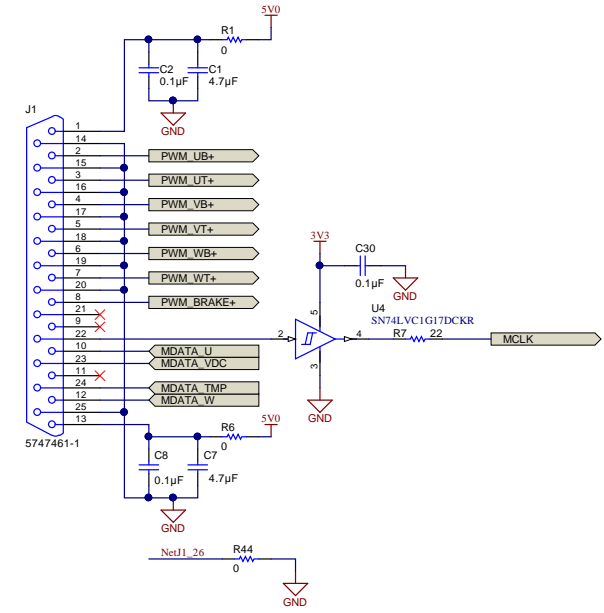 5V0
R1
0
C2
0.1µF
C1
4.7µF
GND
J1
1
14
2
PWM_UB+
15
3
PWM_UT+
16
4
PWM_VB+
17
5
PWM_VT+
18
6
PWM_WB+
19
7
PWM_WT+
20
8
PWM_BRAKE+
21
9
22
10
MDATA_U
23
MDATA_VDC
11
24
MDATA_TMP
12
MDATA_W
25
13
5747461-1
3V3
C30
0.1µF
GND
U4
SN74LVC1G17DCKR
5
2
4
3
R7
22
MCLK
GND
5V0
R6
0
C8
0.1µF
C7
4.7µF
GND
NetJ1_26
R44
0
GND